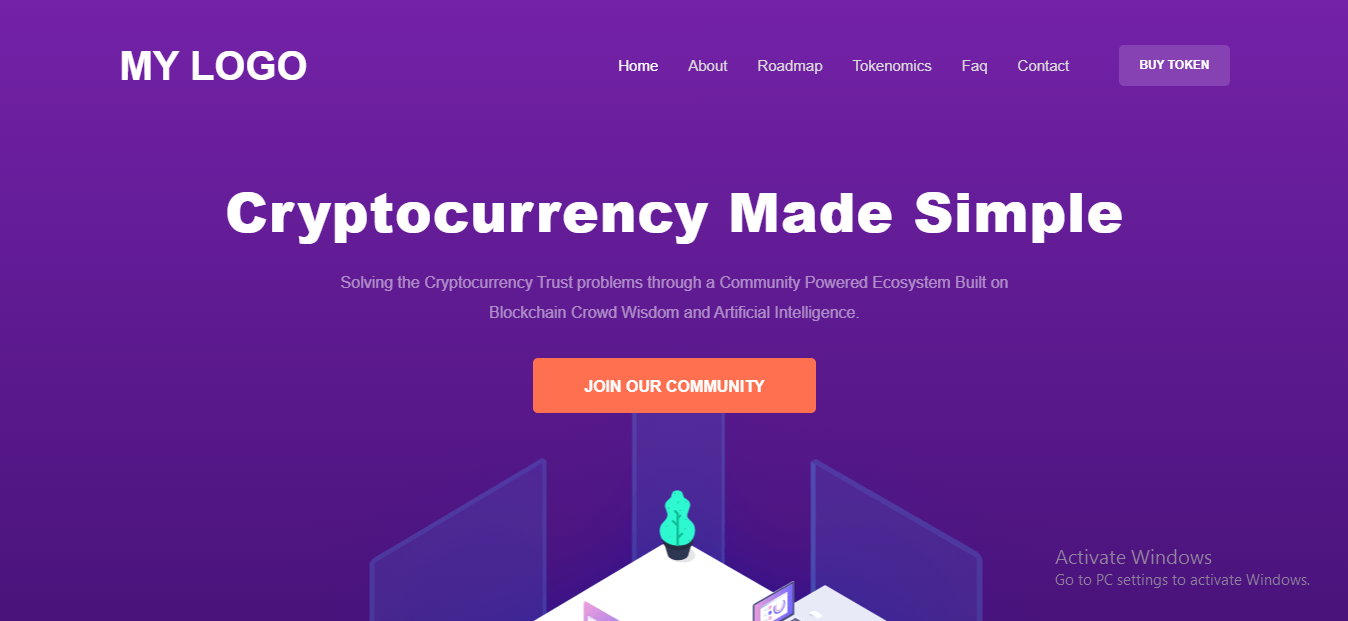 MY LOGO
Home About Roadmap Tokenomics Faq Contact BUY TOKEN
Cryptocurrency Made Simple
Solving the Cryptocurrency Trust problems through a Community Powered Ecosystem Built on
Blockchain Crowd Wisdom and Artificial Intelligence.
JOIN OUR COMMUNITY
Activate Windows
Go to PC settings to activate Windows.